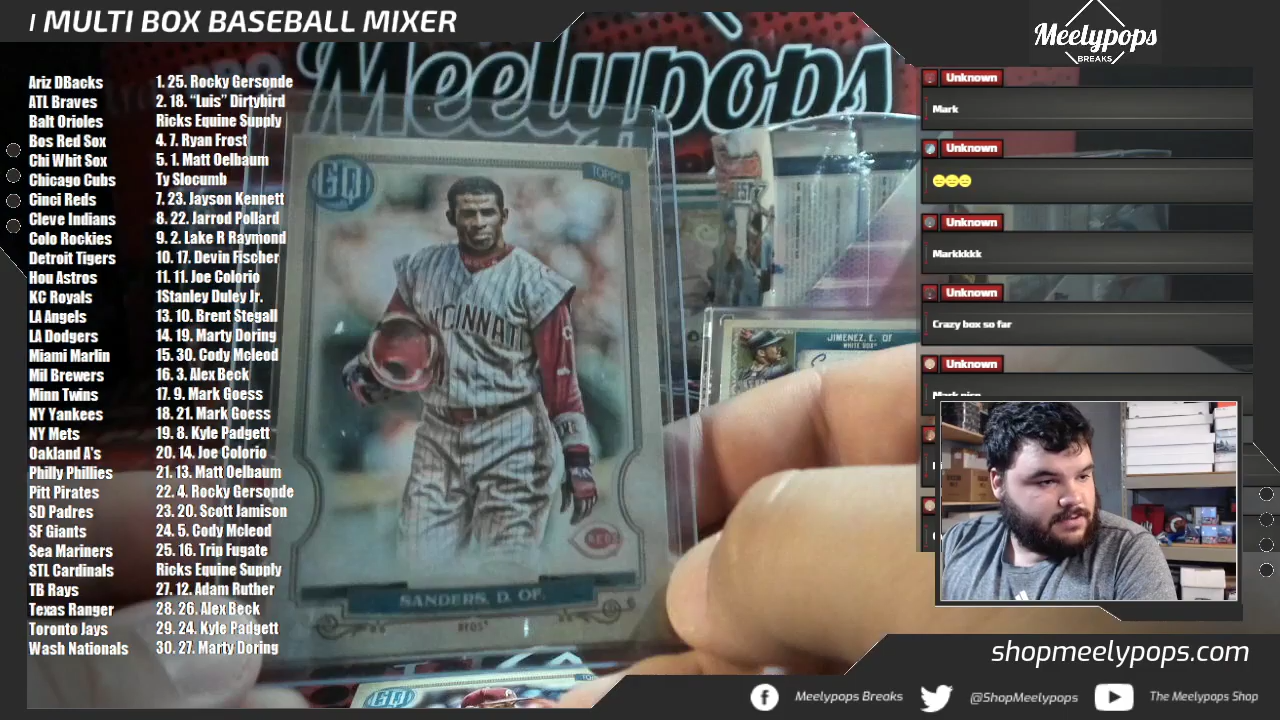 MULTI BOX BASEBALL MIXER
Meelypops
BREAKS
Meelypops
Ariz DBacks 1. 25. Rocky Gersonde
ATL Braves 2. 18. "Luis" Dirtybird
Balt Orioles Ricks Equine Supply
Bos Red Sox 4. 7. Ryan Frost
Chi Whit Sox 5. 1. Matt Oelbaum
Chicago Cubs Ty Slocumb
Cinci Reds 7. 23. Jayson Kennett
Cleve Indians 8. 22. Jarrod Pollard
Colo Rockies 9. 2. Lake R Raymond
Detroit Tigers 10. 17. Devin Fischer
Hou Astros 11. 11. Joe Colorio
KC Royals 1Stanley Duley Jr.
LA Angels 13. 10. Brent Stegall
LA Dodgers 14. 19. Marty Doring
Miami Marlin 15. 30. Cody Mcleod
Mil Brewers 16. 3. Alex Beck
Minn Twins 17. 9. Mark Goess
NY Yankees 18. 21. Mark Goess
NY Mets 19. 8. Kyle Padgett
Oakland A's 20. 14. Joe Colorio
Philly Phillies 21. 13. Matt Oelbaum
Pitt Pirates 22. 4. Rocky Gersonde
SD Padres 23. 20. Scott Jamison
SF Giants 24. 5. Cody Mcleod
Sea Mariners 25. 16. Trip Fugate
STL Cardinals Ricks Equine Supply
TB Rays 27. 12. Adam Ruther
Texas Ranger 28. 26. Alex Beck
Toronto Jays 29. 24. Kyle Padgett
Wash Nationals 30. 27. Marty Doring
GQ
TOPPS
CINNATI
REDS
SANDERS, D. OF.
REDS
JIMENEZ, E. OF
WHITE SOX
GQ
Unknown
Mark
Unknown
Unknown
Markkkkk
Unknown
Crazy box so far
Unknown
Mark nice
shopmeelypops.com
Meelypops Breaks
@ShopMeelypops
The Meelypops Shop